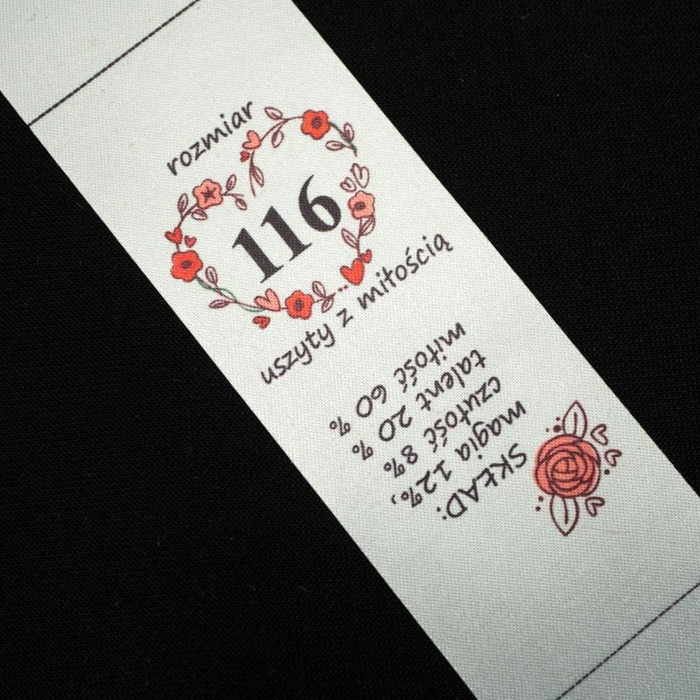 rozmiar
116
uszyty z miłością
SKŁAD:
magia 12%,
czułość 8%
talent 20 %
miłość 60 %